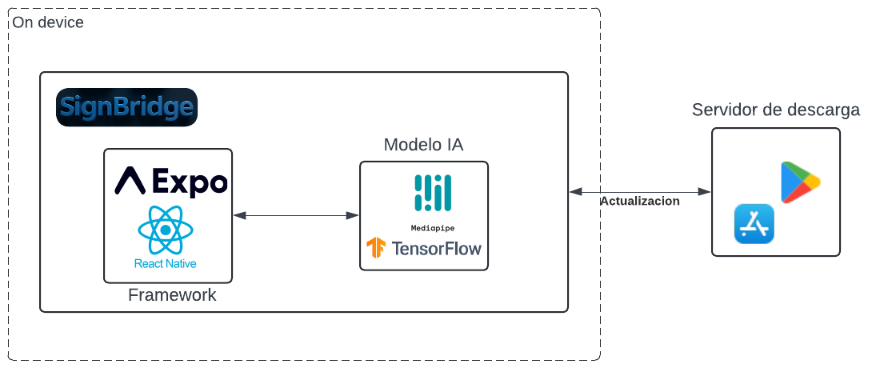 On device
SignBridge
Servidor de descarga
Modelo IA
Expo
React Native
Mediapipe
TensorFlow
Framework
Actualizacion